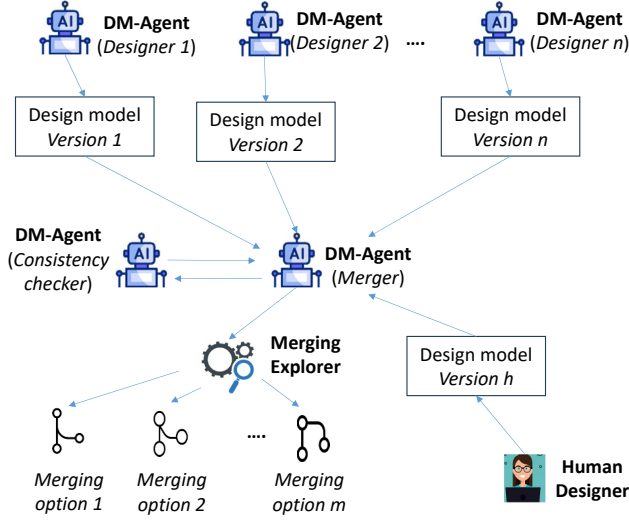 AI
DM-Agent
(Designer 1)
AI
DM-Agent
(Designer 2)
....
AI
DM-Agent
(Designer n)
Design model
Version 1
Design model
Version 2
Design model
Version n
DM-Agent
(Consistency
checker)
AI
AI
DM-Agent
(Merger)
Merging
Explorer
Design model
Version h
Merging
option 1
Merging
option 2
....
Merging
option m
Human
Designer